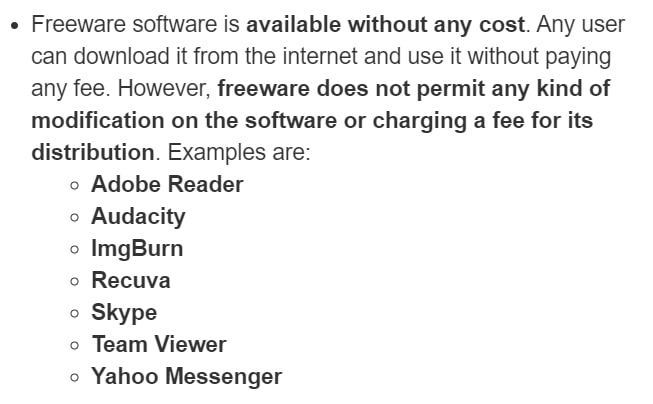 Freeware software is available without any cost. Any user
can download it from the internet and use it without paying
any fee. However, freeware does not permit any kind of
modification on the software or charging a fee for its
distribution. Examples are:
Adobe Reader
Audacity
ImgBurn
Recuva
Skype
Team Viewer
Yahoo Messenger